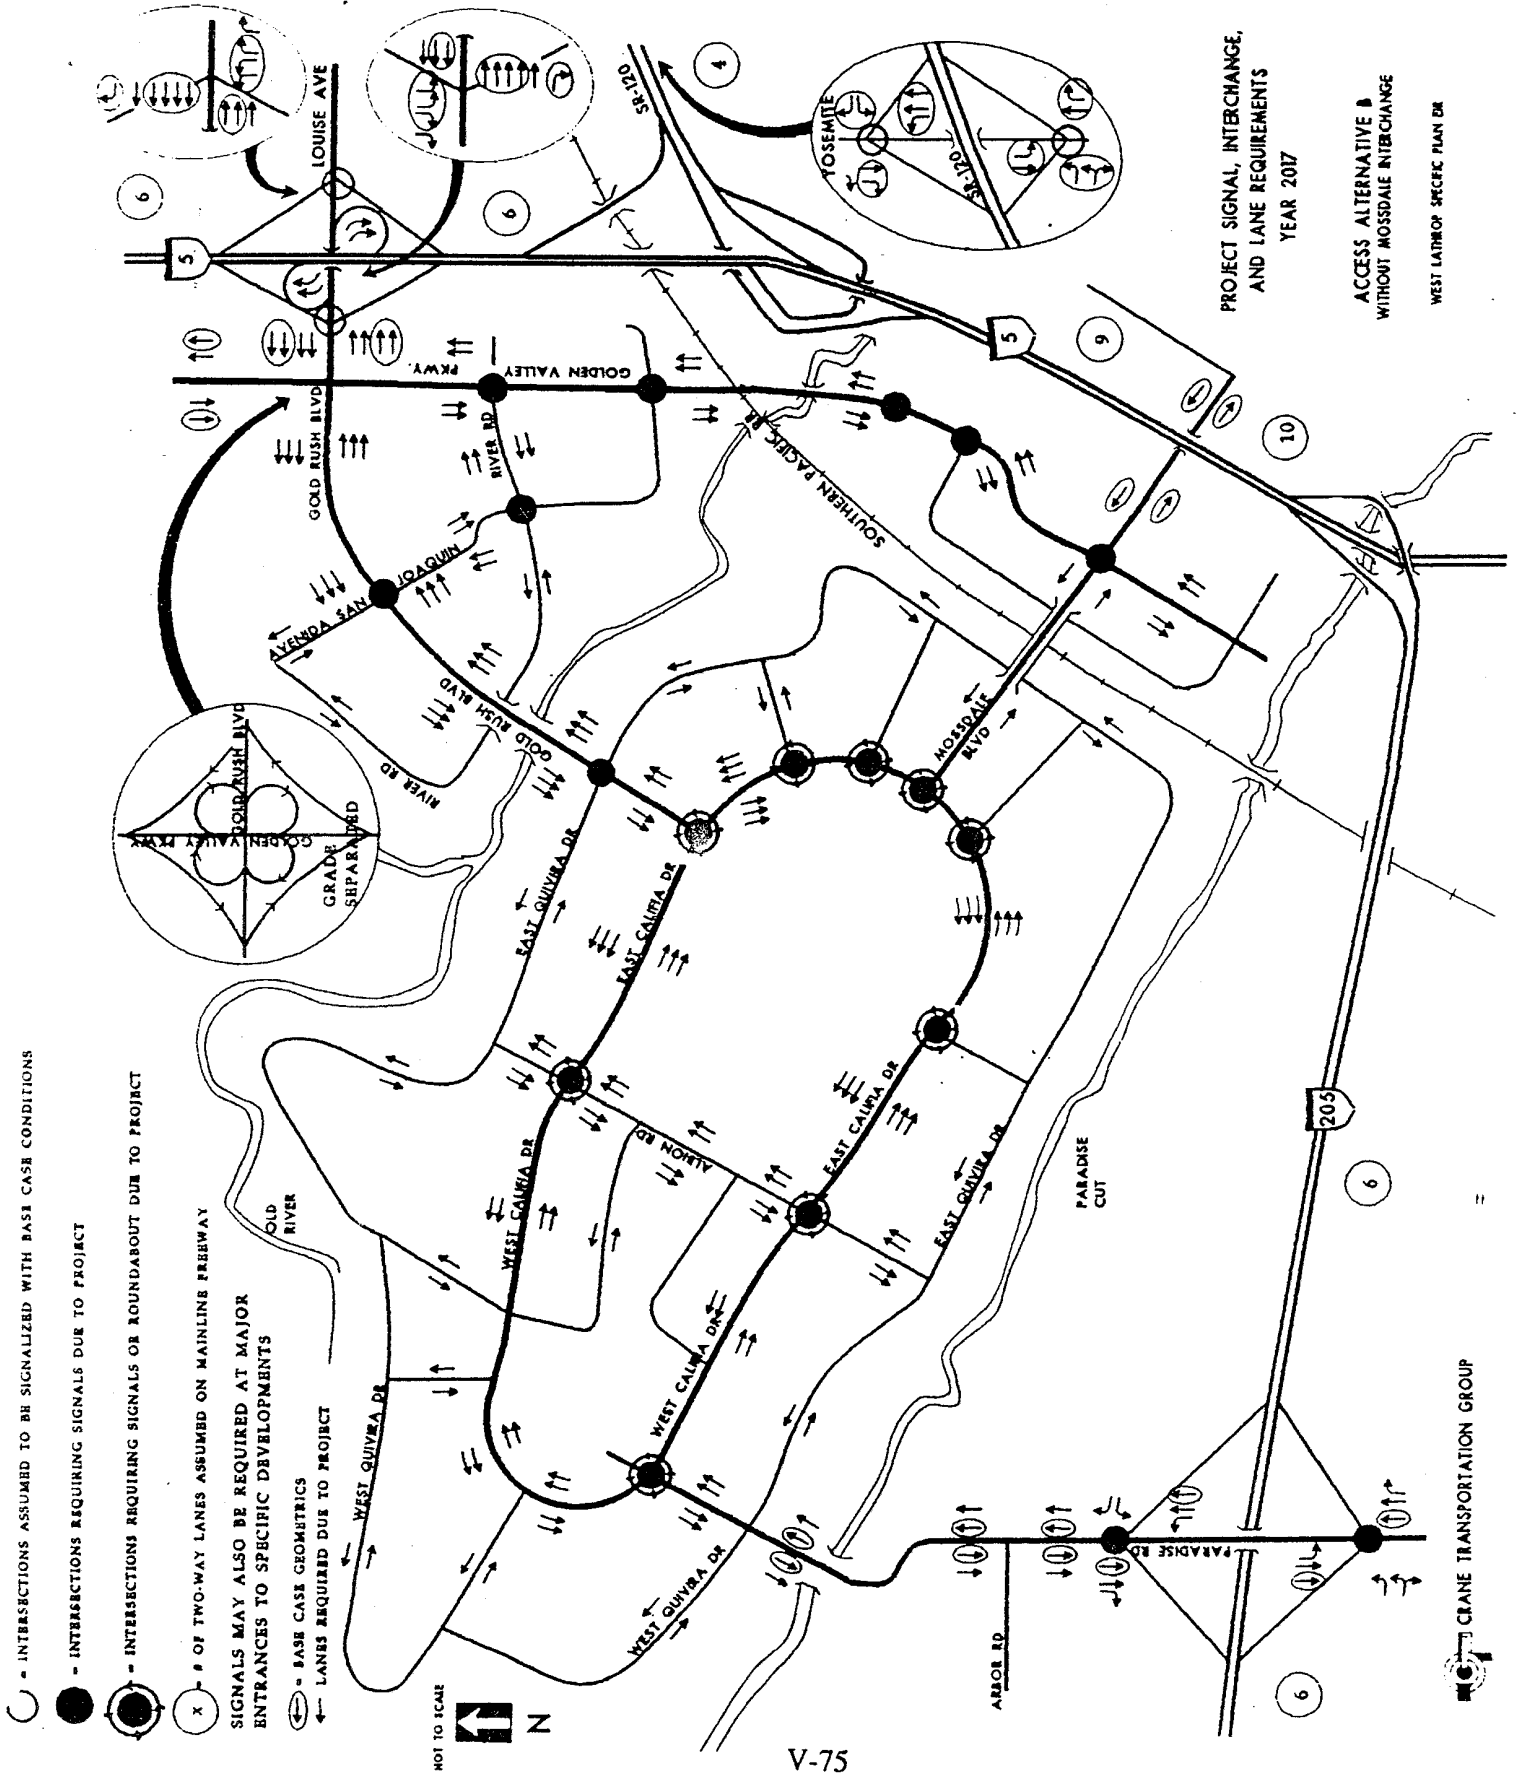 ○ = INTERSECTIONS ASSUMED TO BE SIGNALIZED WITH BASE CASE CONDITIONS
● = INTERSECTIONS REQUIRING SIGNALS DUE TO PROJECT
= INTERSECTIONS REQUIRING SIGNALS OR ROUNDABOUT DUE TO PROJECT
X = # OF TWO-WAY LANES ASSUMED ON MAINLINE FREEWAY
SIGNALS MAY ALSO BE REQUIRED AT MAJOR
ENTRANCES TO SPECIFIC DEVELOPMENTS
= BASE CASE GEOMETRICS
← LANES REQUIRED DUE TO PROJECT
NOT TO SCALE
N
GOLD RUSH BLVD
GOLDEN VALLEY PKWY
GRADE
SEPARATED
LOUISE AVE
6
5
6
SR-120
4
YOSEMITE
SR-120
GOLD RUSH BLVD
GOLDEN VALLEY
PKWY.
RIVER RD
AVENIDA SAN
JOAQUIN
GOLD RUSH BLVD
RIVER RD
SOUTHERN PACIFIC RR
5
9
10
MOSSDALE
BLVD
EAST QUIVIRA DR
EAST CALIFIA DR
OLD
RIVER
WEST CALIFIA DR
ALBION RD
EAST CALIFIA DR
EAST QUIVIRA DR
PARADISE
CUT
205
6
WEST QUIVIRA DR
WEST CALIFIA DR
WEST QUIVIRA DR
PARADISE RD
ARBOR RD
6
PROJECT SIGNAL, INTERCHANGE,
AND LANE REQUIREMENTS
YEAR 2017
ACCESS ALTERNATIVE B
WITHOUT MOSSDALE INTERCHANGE
WEST LATHROP SPECIFIC PLAN EIR
CRANE TRANSPORTATION GROUP
V-75